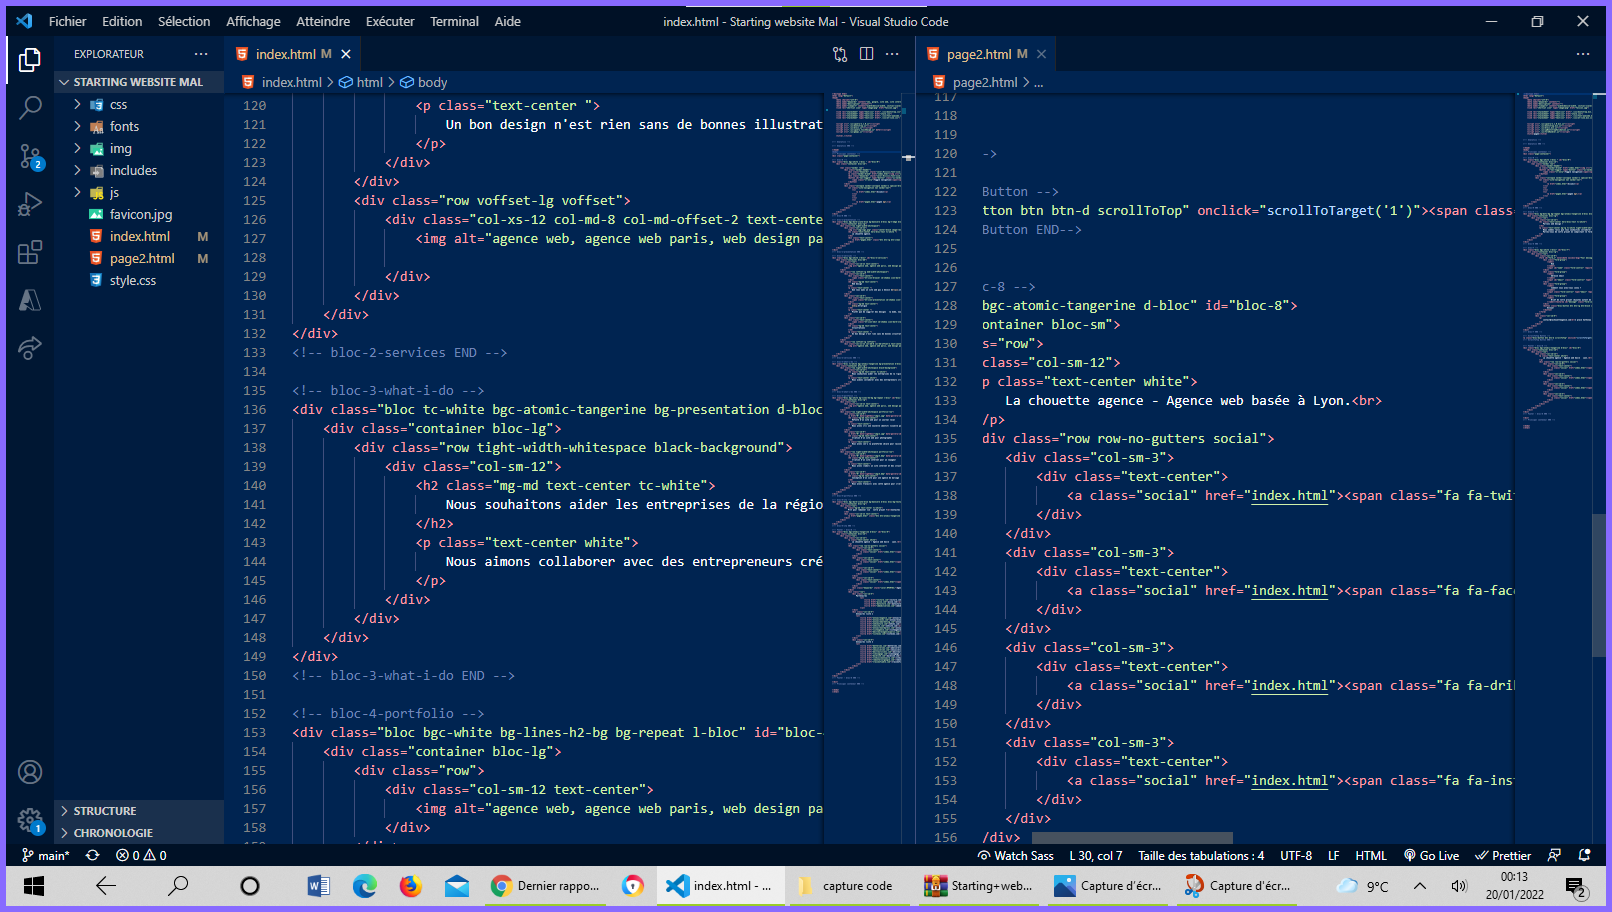 Fichier Edition Sélection Affichage Atteindre Exécuter Terminal Aide
index.html - Starting website Mal - Visual Studio Code
EXPLORATEUR
STARTING WEBSITE MAL
css
fonts
img
includes
js
favicon.jpg
index.html M
page2.html M
style.css
STRUCTURE
CHRONOLOGIE
2
1
index.html M
index.html > html > body
120 <p class="text-center ">
121 Un bon design n'est rien sans de bonnes illustrat
122 </p>
123 </div>
124 </div>
125 <div class="row voffset-lg voffset">
126 <div class="col-xs-12 col-md-8 col-md-offset-2 text-cente
127 <img alt="agence web, agence web paris, web design pa
128
129 </div>
130 </div>
131 </div>
132 </div>
133 <!-- bloc-2-services END -->
134
135 <!-- bloc-3-what-i-do -->
136 <div class="bloc tc-white bgc-atomic-tangerine bg-presentation d-bloc
137 <div class="container bloc-lg">
138 <div class="row tight-width-whitespace black-background">
139 <div class="col-sm-12">
140 <h2 class="mg-md text-center tc-white">
141 Nous souhaitons aider les entreprises de la régio
142 </h2>
143 <p class="text-center white">
144 Nous aimons collaborer avec des entrepreneurs cré
145 </p>
146 </div>
147 </div>
148 </div>
149 </div>
150 <!-- bloc-3-what-i-do END -->
151
152 <!-- bloc-4-portfolio -->
153 <div class="bloc bgc-white bg-lines-h2-bg bg-repeat l-bloc" id="bloc-
154 <div class="container bloc-lg">
155 <div class="row">
156 <div class="col-sm-12 text-center">
157 <img alt="agence web, agence web paris, web design pa
158 </div>
page2.html M
page2.html > ...
117
118
119
120 ->
121
122 Button -->
123 tton btn btn-d scrollToTop" onclick="scrollToTarget('1')"><span clas
124 Button END-->
125
126
127 c-8 -->
128 bgc-atomic-tangerine d-bloc" id="bloc-8">
129 ontainer bloc-sm">
130 s="row">
131 class="col-sm-12">
132 p class="text-center white">
133 La chouette agence - Agence web basée à Lyon.<br>
134 /p>
135 div class="row row-no-gutters social">
136 <div class="col-sm-3">
137 <div class="text-center">
138 <a class="social" href="index.html"><span class="fa fa-twi
139 </div>
140 </div>
141 <div class="col-sm-3">
142 <div class="text-center">
143 <a class="social" href="index.html"><span class="fa fa-fac
144 </div>
145 </div>
146 <div class="col-sm-3">
147 <div class="text-center">
148 <a class="social" href="index.html"><span class="fa fa-dri
149 </div>
150 </div>
151 <div class="col-sm-3">
152 <div class="text-center">
153 <a class="social" href="index.html"><span class="fa fa-ins
154 </div>
155 </div>
156 /div>
main* 0 0 Watch Sass L 30, col 7 Taille des tabulations : 4 UTF-8 LF HTML Go Live Prettier
Dernier rappo... index.html - ... capture code Starting+web... Capture d'écr... Capture d'écr... 9°C
00:13
20/01/2022
2